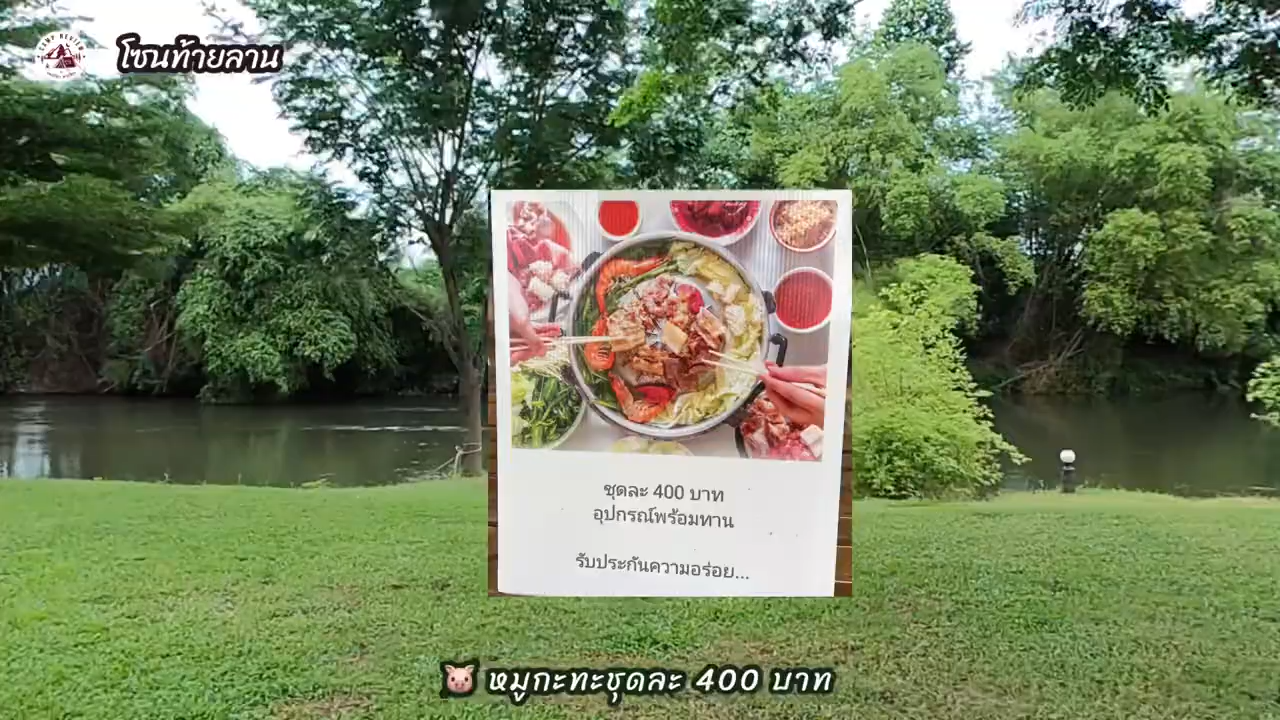 CAMP REVIEW
โซนท้ายลาน
ชุดละ 400 บาท
อุปกรณ์พร้อมทาน
รับประกันความอร่อย...
หมูกะทะชุดละ 400 บาท